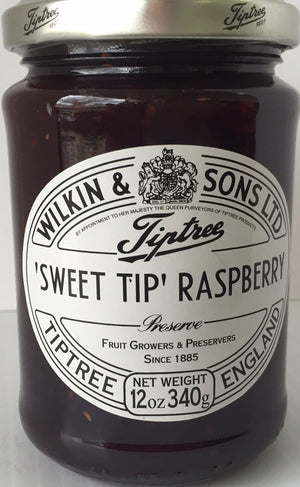 Tiptree
Tiptree
Tiptree
WILKIN & SONS LTD
BY APPOINTMENT TO HER MAJESTY THE QUEEN PURVEYORS OF TIPTREE PRODUCTS
Tiptree
'SWEET TIP' RASPBERRY
Preserve
FRUIT GROWERS & PRESERVERS
SINCE 1885
TIPTREE ENGLAND
NET WEIGHT
12oz 340g